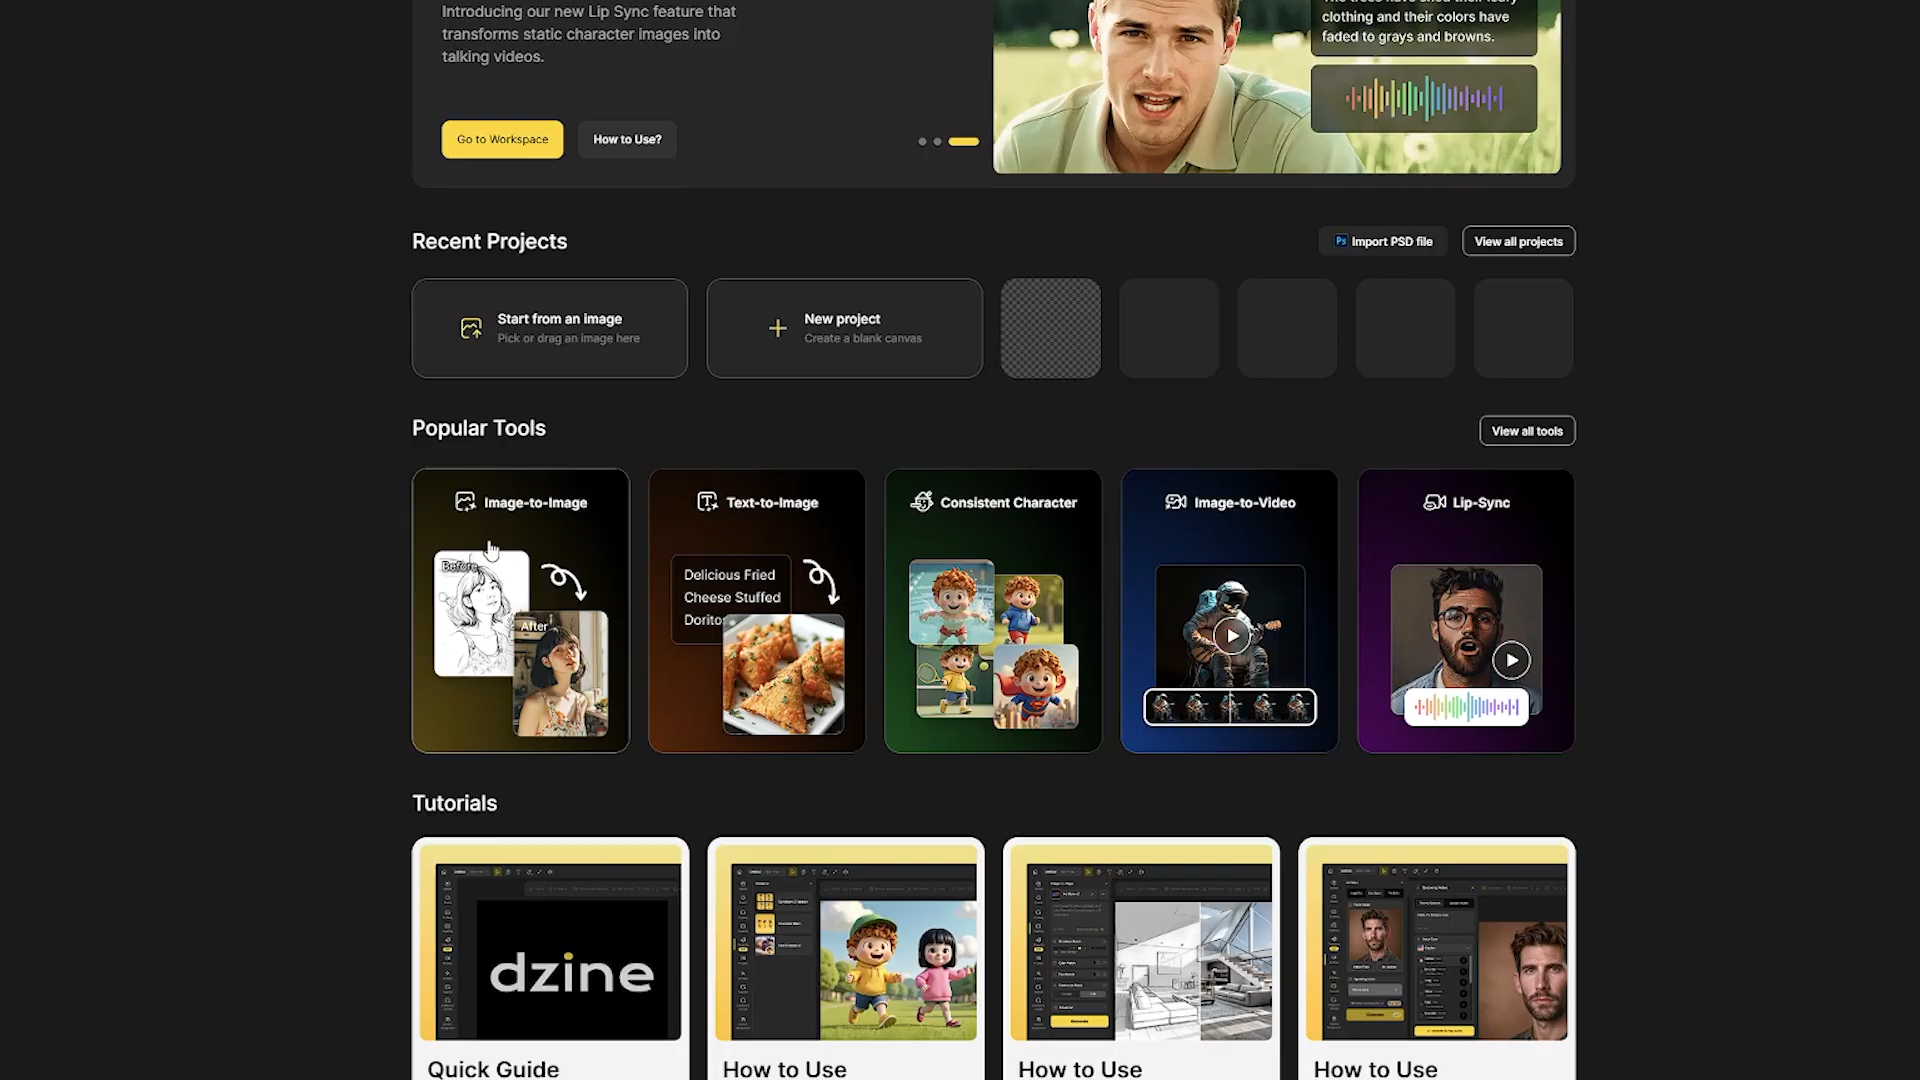 Introducing our new Lip Sync feature that
transforms static character images into
talking videos.
clothing and their colors have
faded to grays and browns.
Go to Workspace
How to Use?
Recent Projects
Ps Import PSD file
View all projects
Start from an image
Pick or drag an image here
New project
Create a blank canvas
Popular Tools
View all tools
Image-to-Image
Text-to-Image
Consistent Character
Image-to-Video
Lip-Sync
Before
After
Delicious Fried
Cheese Stuffed
Doritos
Tutorials
dzine
Quick Guide
How to Use
How to Use
How to Use